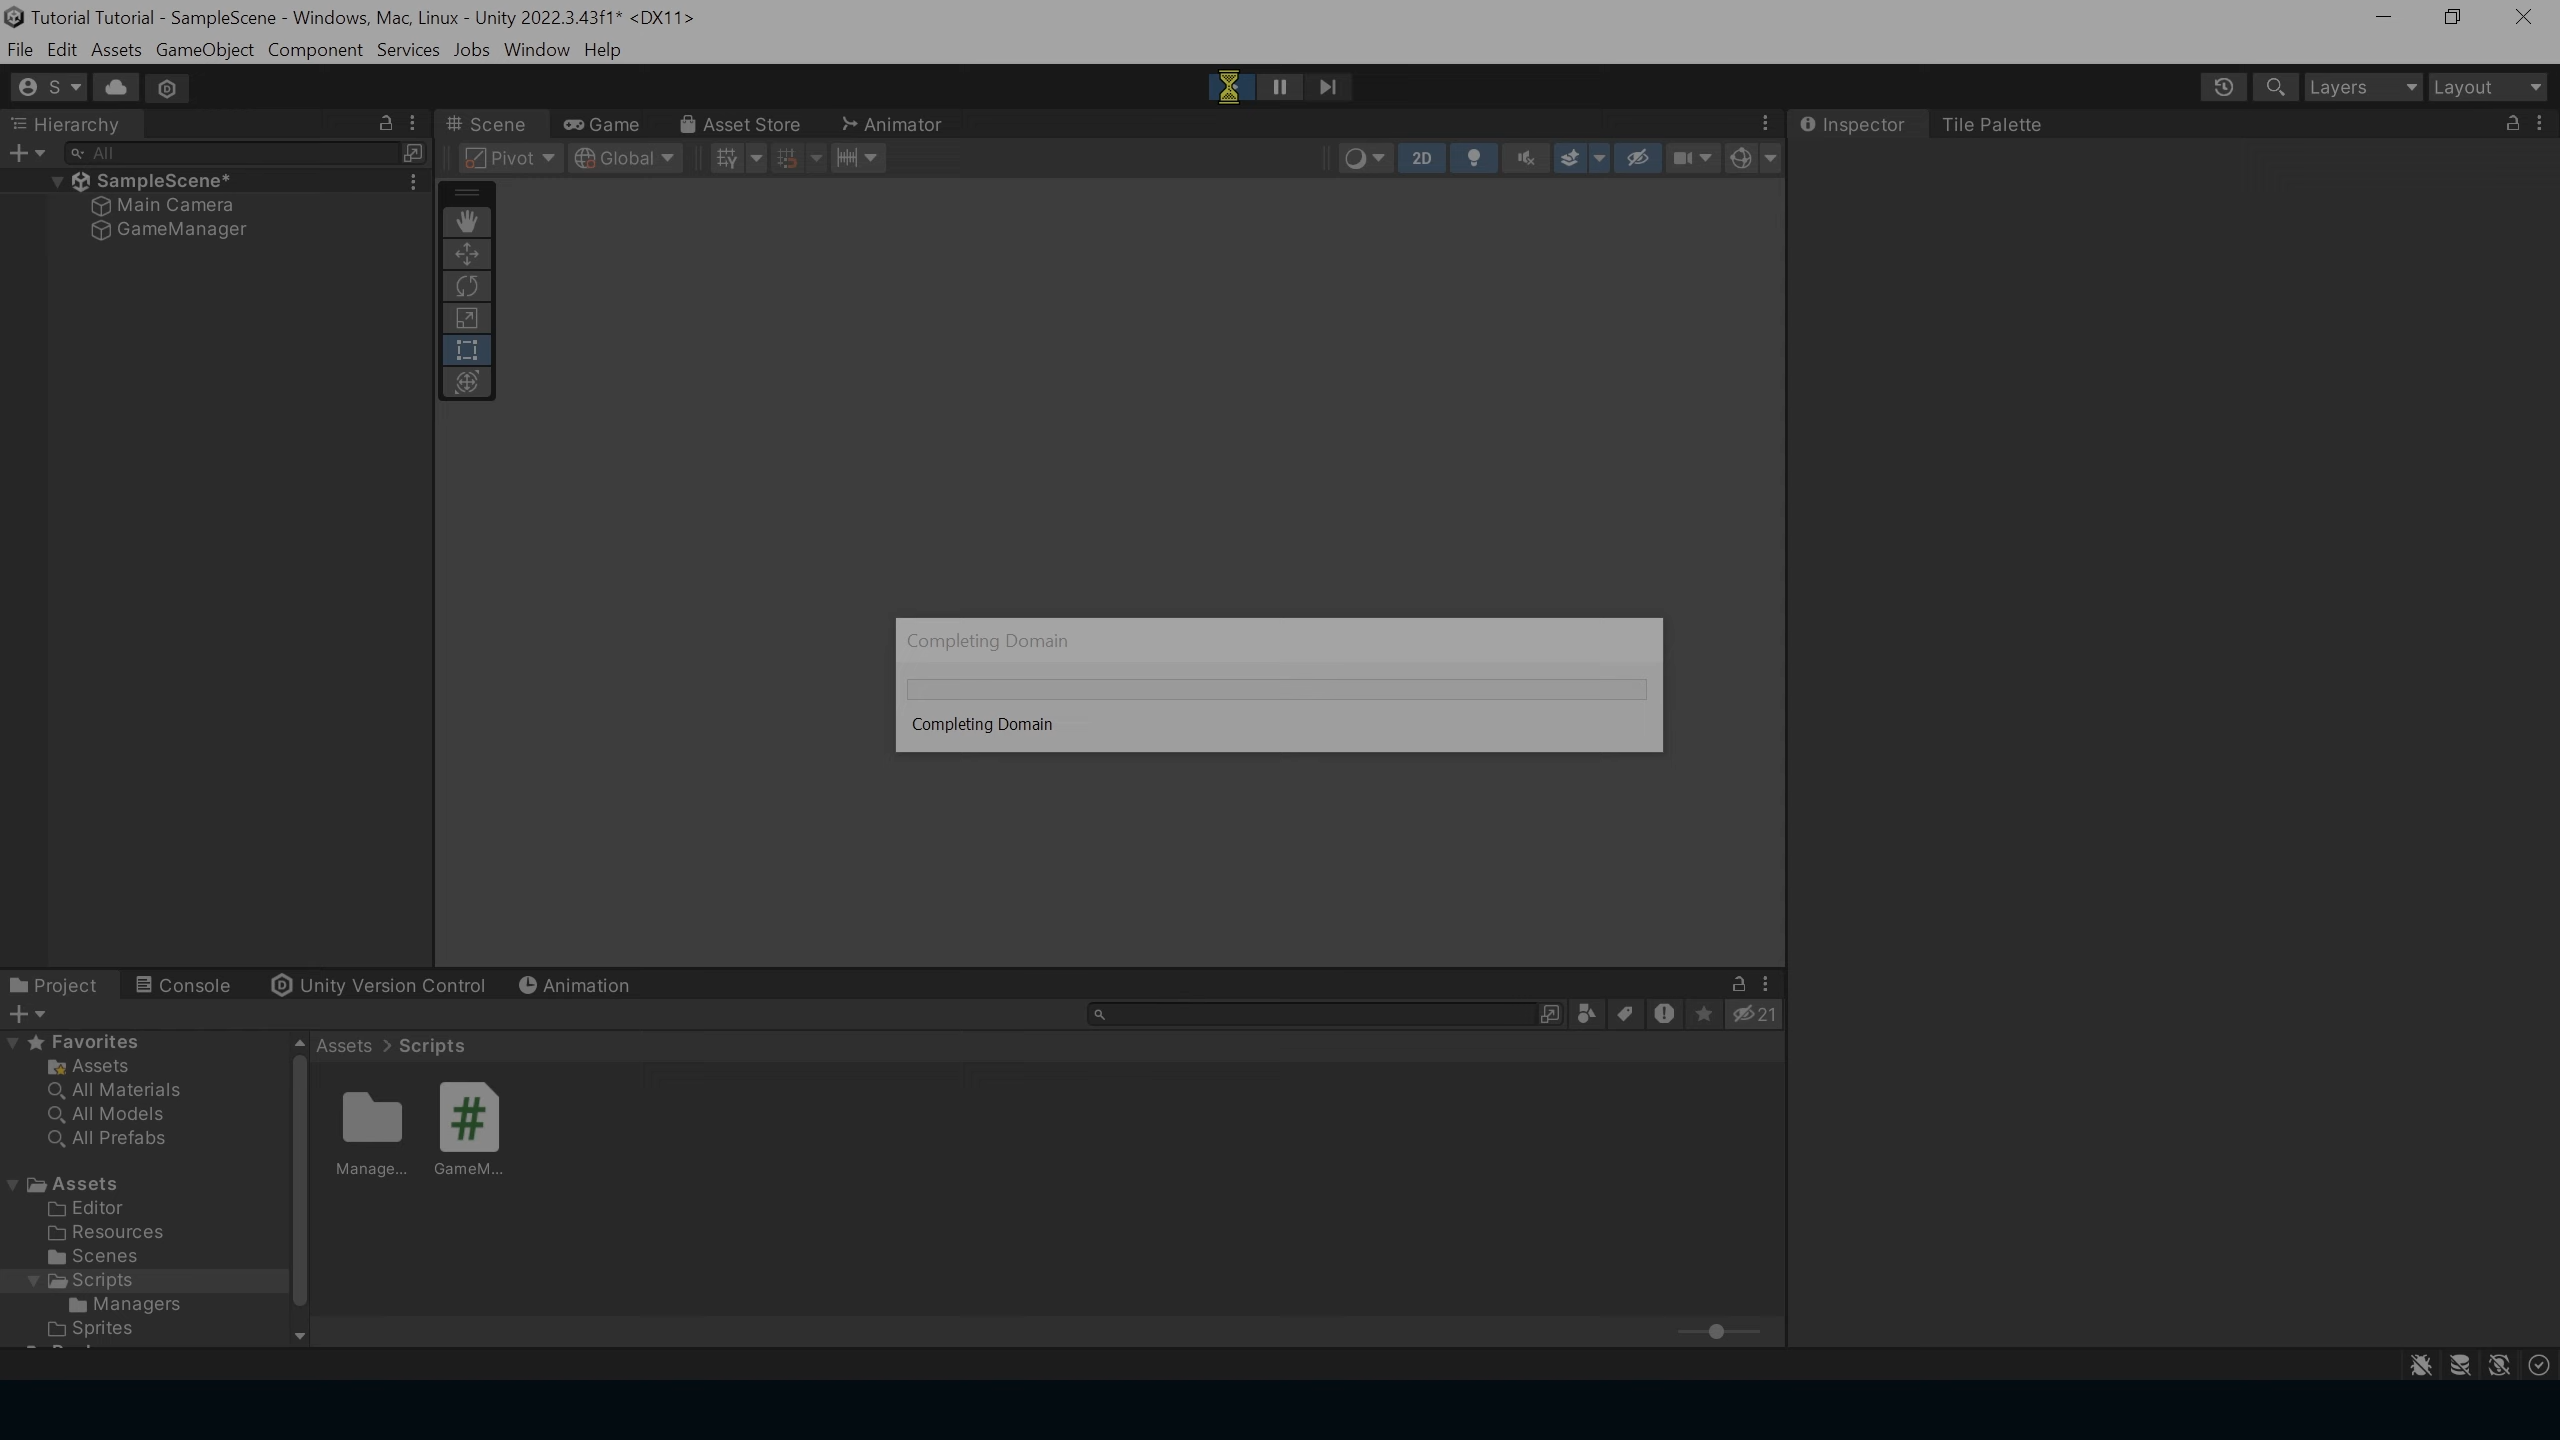 Tutorial Tutorial - SampleScene - Windows, Mac, Linux - Unity 2022.3.43f1* <DX11>
File Edit Assets GameObject Component Services Jobs Window Help
S
Layers
Layout
Hierarchy
Scene
Game
Asset Store
Animator
Inspector
Tile Palette
All
Pivot
Global
2D
SampleScene*
Main Camera
GameManager
Completing Domain
Completing Domain
Project
Console
Unity Version Control
Animation
21
Favorites
Assets
All Materials
All Models
All Prefabs
Assets
Editor
Resources
Scenes
Scripts
Managers
Sprites
Assets > Scripts
Manage...
GameM...